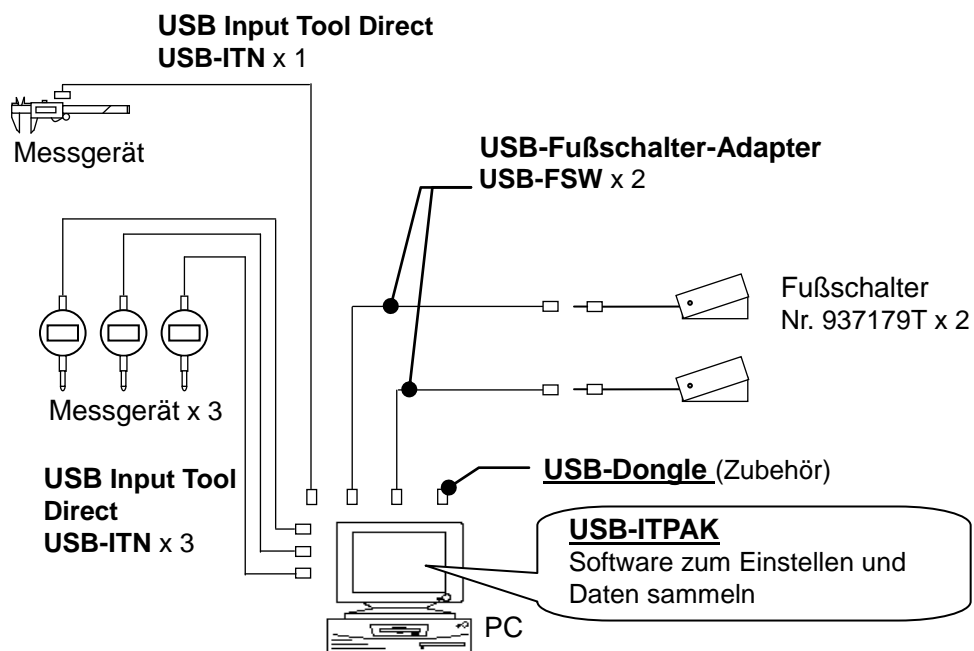 USB Input Tool Direct
USB-ITN x 1
Messgerät
USB-Fußschalter-Adapter
USB-FSW x 2
Fußschalter
Nr. 937179T x 2
Messgerät x 3
USB Input Tool
Direct
USB-ITN x 3
USB-Dongle (Zubehör)
USB-ITPAK
Software zum Einstellen und
Daten sammeln
PC